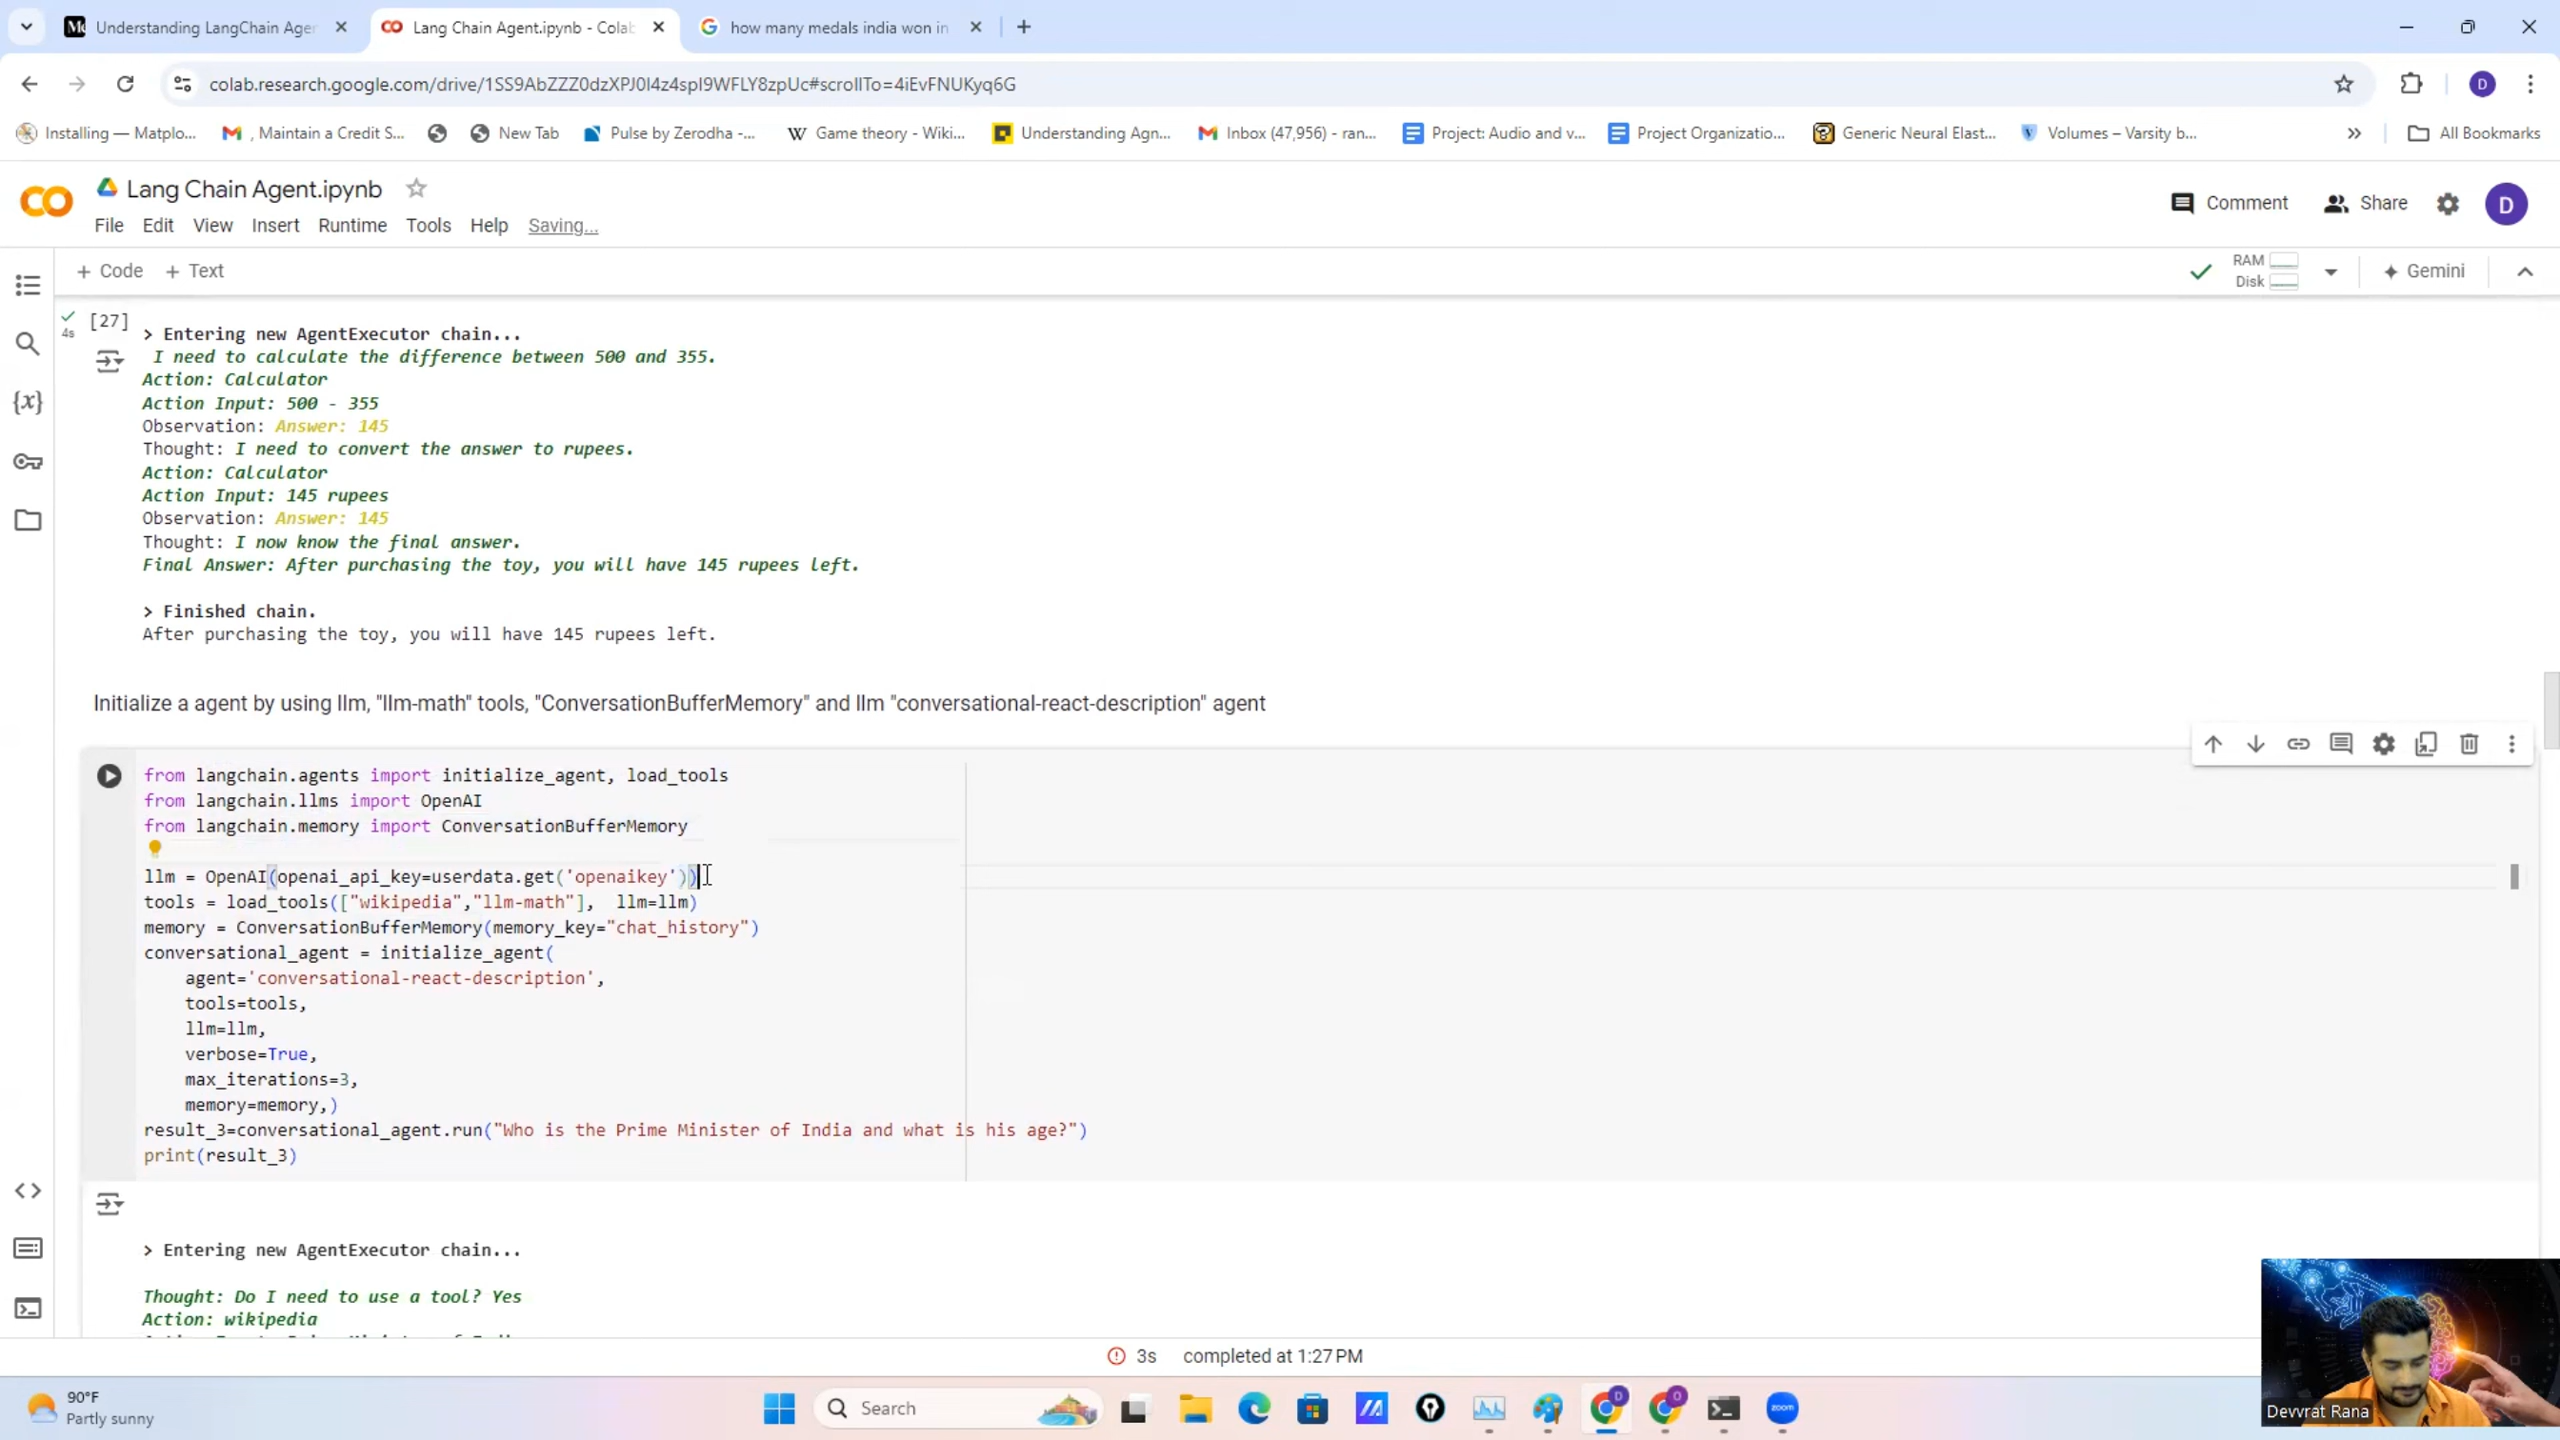 Understanding LangChain Agen
Lang Chain Agent.ipynb - Colab
how many medals india won in
colab.research.google.com/drive/1SS9AbZZZ0dzXPJ0I4z4spI9WFLY8zpUc#scrollTo=4iEvFNUKyq6G
D
Installing — Matplo...
, Maintain a Credit S...
New Tab
Pulse by Zerodha -...
Game theory - Wiki...
Understanding Agn...
Inbox (47,956) - ran...
Project: Audio and v...
Project Organizatio...
Generic Neural Elast...
Volumes – Varsity b...
All Bookmarks
Lang Chain Agent.ipynb
Comment
Share
D
File Edit View Insert Runtime Tools Help Saving...
+ Code + Text
RAM
Disk
Gemini
[27]
4s
> Entering new AgentExecutor chain...
I need to calculate the difference between 500 and 355.
Action: Calculator
Action Input: 500 - 355
Observation: Answer: 145
Thought: I need to convert the answer to rupees.
Action: Calculator
Action Input: 145 rupees
Observation: Answer: 145
Thought: I now know the final answer.
Final Answer: After purchasing the toy, you will have 145 rupees left.
> Finished chain.
After purchasing the toy, you will have 145 rupees left.
Initialize a agent by using llm, "llm-math" tools, "ConversationBufferMemory" and llm "conversational-react-description" agent
from langchain.agents import initialize_agent, load_tools
from langchain.llms import OpenAI
from langchain.memory import ConversationBufferMemory
llm = OpenAI(openai_api_key=userdata.get('openaikey'))
tools = load_tools(["wikipedia","llm-math"],  llm=llm)
memory = ConversationBufferMemory(memory_key="chat_history")
conversational_agent = initialize_agent(
    agent='conversational-react-description',
    tools=tools,
    llm=llm,
    verbose=True,
    max_iterations=3,
    memory=memory,)
result_3=conversational_agent.run("Who is the Prime Minister of India and what is his age?")
print(result_3)
> Entering new AgentExecutor chain...
Thought: Do I need to use a tool? Yes
Action: wikipedia
3s completed at 1:27 PM
90°F
Partly sunny
Search
D
O
zoom
Devvrat Rana